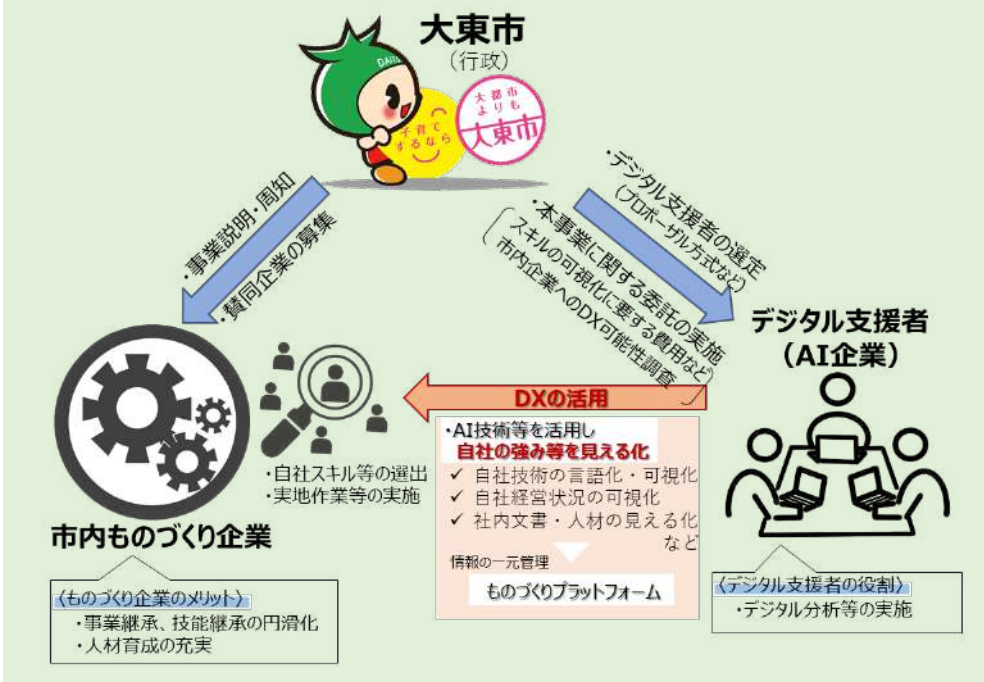 大東市
(行政)
DAITO
子育て
するなら
大都市
よりも
大東市
・事業説明・周知
・賛同企業の募集
・デジタル支援者の選定
(プロポーザル方式など)
・本事業に関する委託の実施
スキルの可視化に要する費用など
市内企業へのDX可能性調査
デジタル支援者
(AI企業)
DXの活用
・AI技術等を活用し
自社の強み等を見える化
✓ 自社技術の言語化・可視化
✓ 自社経営状況の可視化
✓ 社内文書・人材の見える化
など
情報の一元管理
ものづくりプラットフォーム
・自社スキル等の選出
・実地作業等の実施
市内ものづくり企業
〈ものづくり企業のメリット〉
・事業継承、技能継承の円滑化
・人材育成の充実
〈デジタル支援者の役割〉
・デジタル分析等の実施